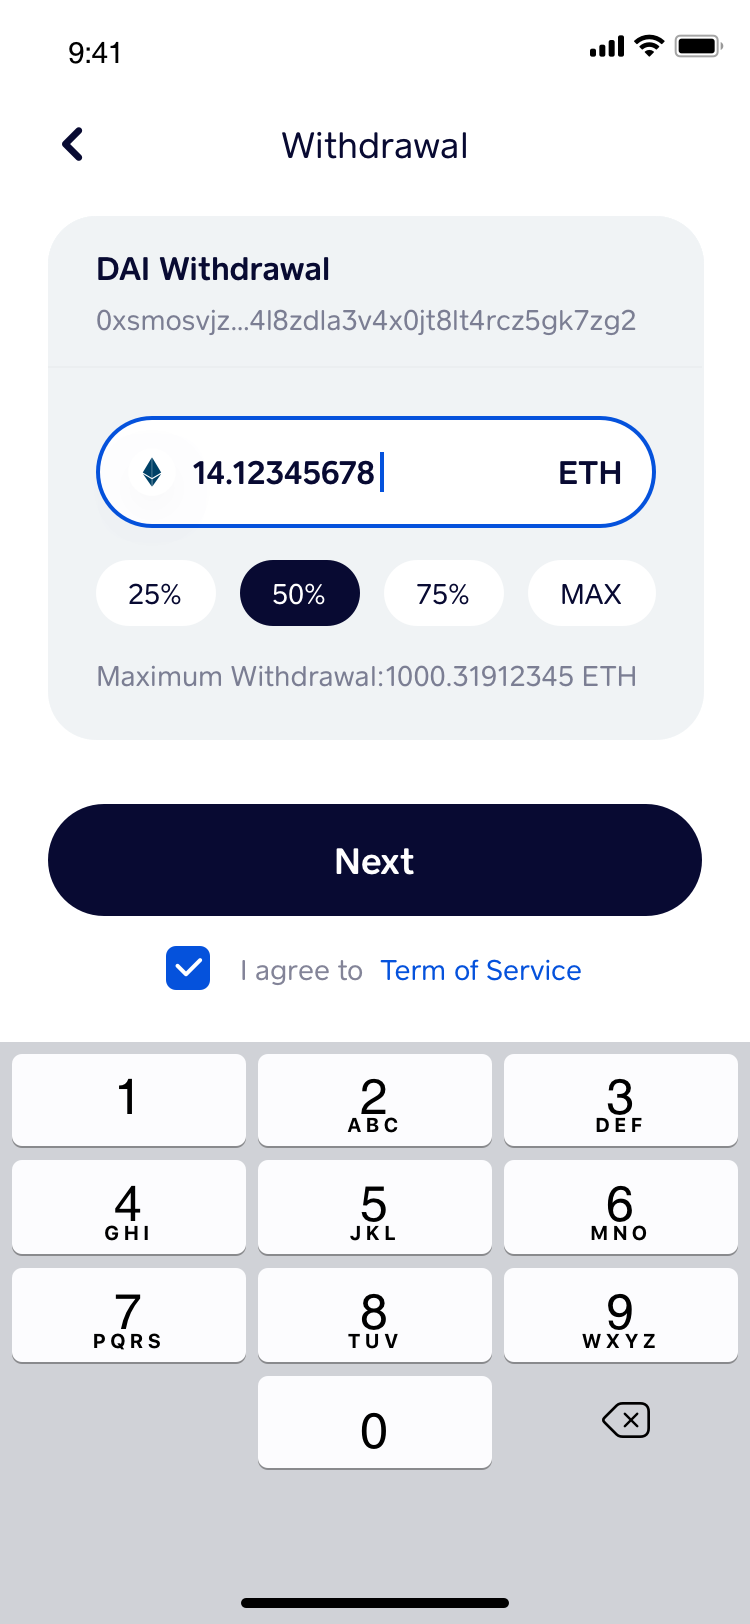 9:41
Withdrawal
DAI Withdrawal
0xsmosvjz...4l8zdla3v4x0jt8lt4rcz5gk7zg2
14.12345678 ETH
25% 50% 75% MAX
Maximum Withdrawal:1000.31912345 ETH
Next
I agree to Term of Service
1 2 3
ABC DEF
4 5 6
GHI JKL MNO
7 8 9
PQRS TUV WXYZ
0